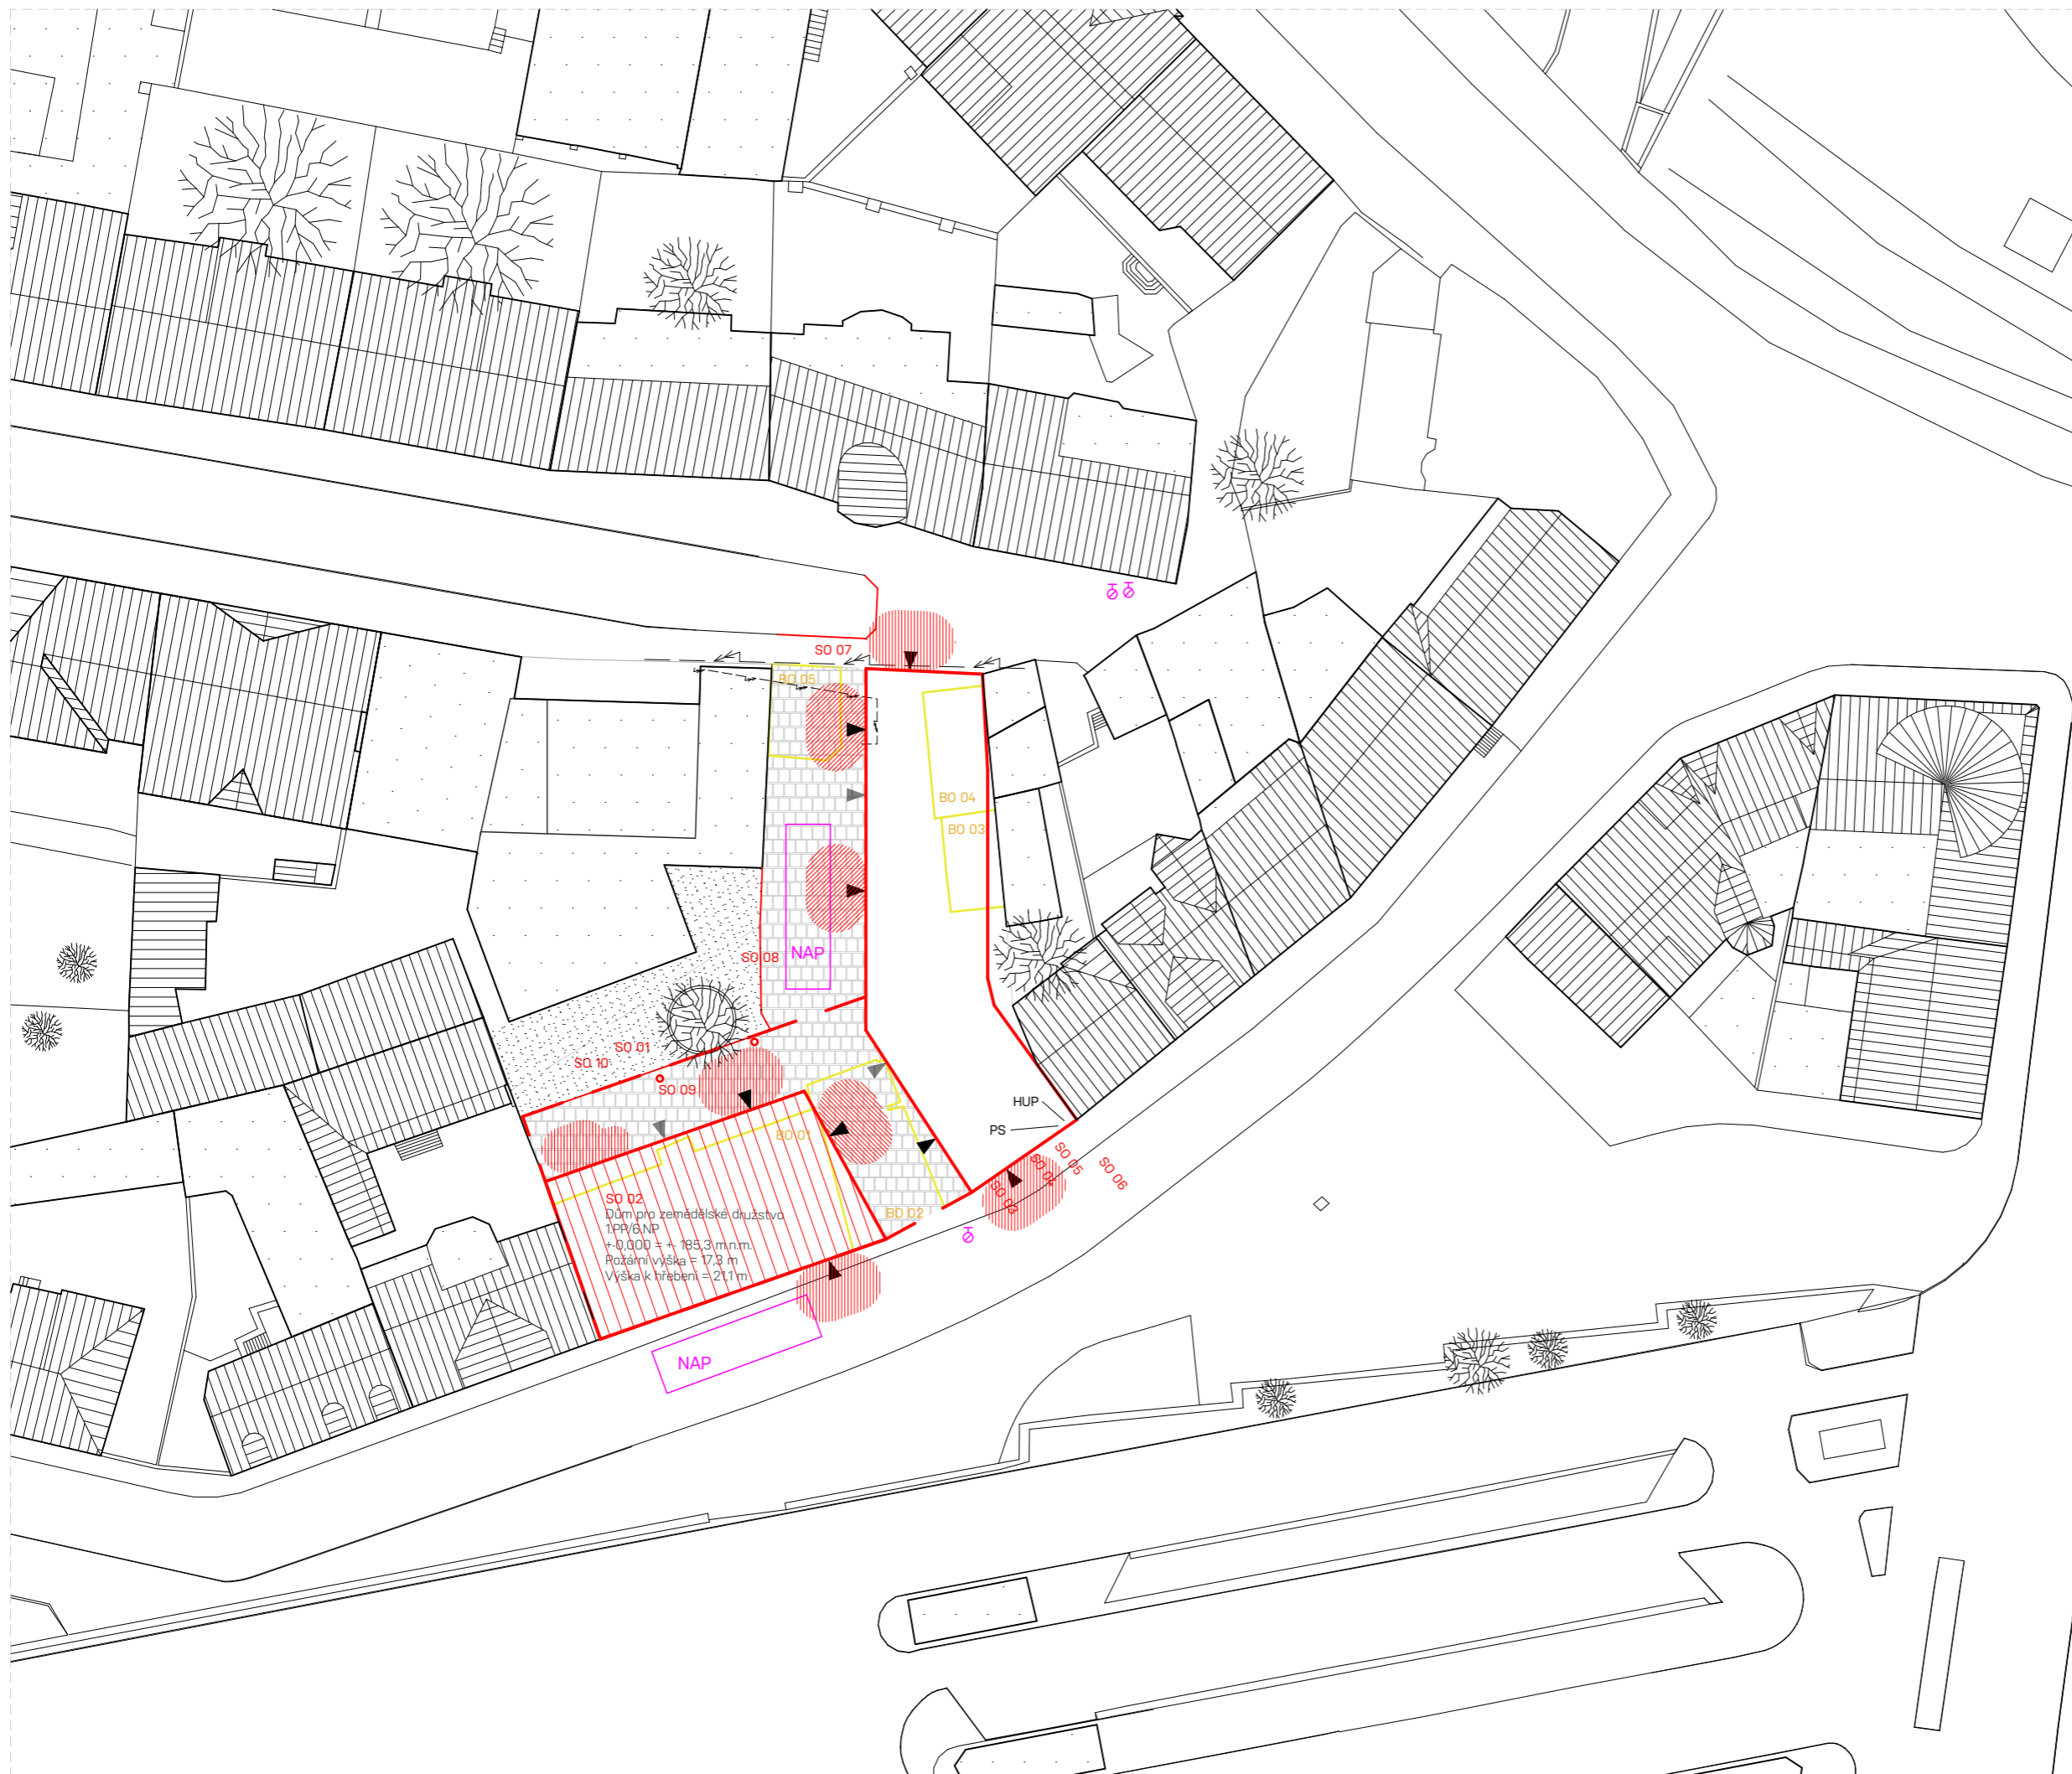 H
H
SO 07
BO 05
BO 04
BO 03
NAP
SO 08
SO 01
SO 10
SO 09
HUP
PS
BO 01
SO 05
SO 04
SO 06
SO 03
SO 02
Dům pro zemědělské družstvo
1.PP/6.NP
+-0,000 = +- 185,3 m.n.m.
Požární výška = 17,3 m
Výška k hřebeni = 21,1 m
BO 02
H
NAP